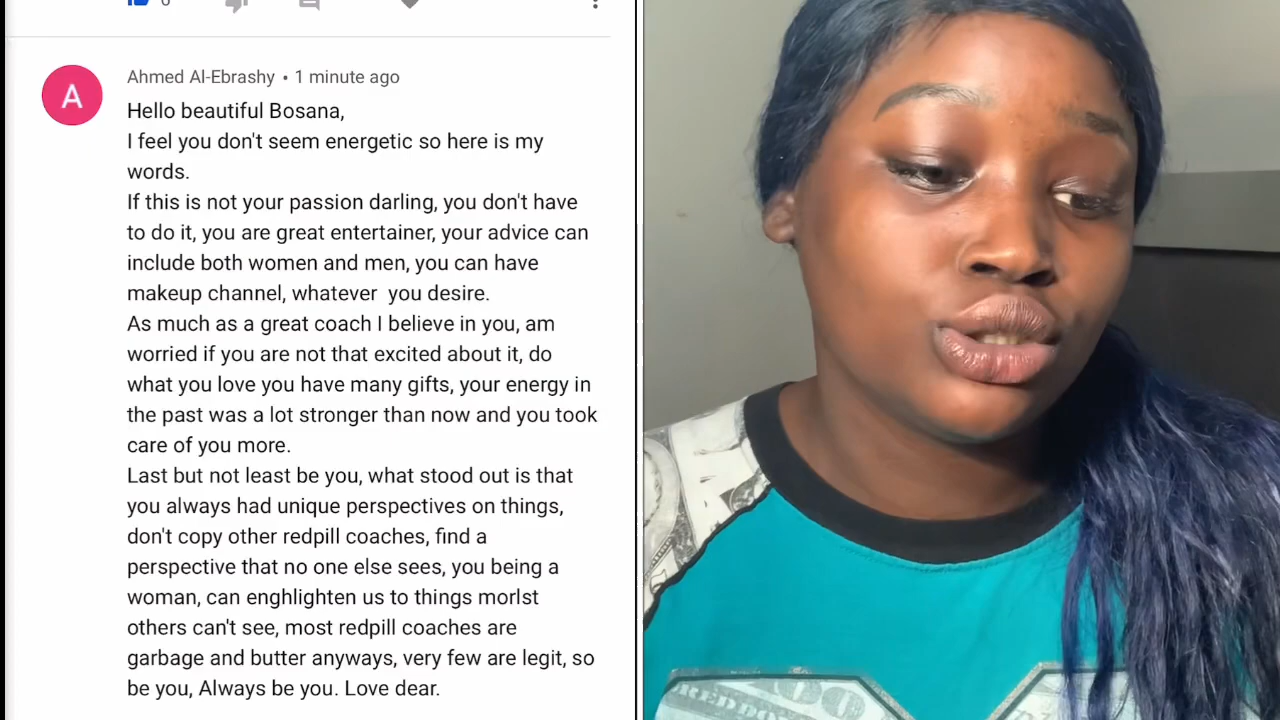 6
A
Ahmed Al-Ebrashy • 1 minute ago
Hello beautiful Bosana,
I feel you don't seem energetic so here is my
words.
If this is not your passion darling, you don't have
to do it, you are great entertainer, your advice can
include both women and men, you can have
makeup channel, whatever  you desire.
As much as a great coach I believe in you, am
worried if you are not that excited about it, do
what you love you have many gifts, your energy in
the past was a lot stronger than now and you took
care of you more.
Last but not least be you, what stood out is that
you always had unique perspectives on things,
don't copy other redpill coaches, find a
perspective that no one else sees, you being a
woman, can enghlighten us to things morlst
others can't see, most redpill coaches are
garbage and butter anyways, very few are legit, so
be you, Always be you. Love dear.